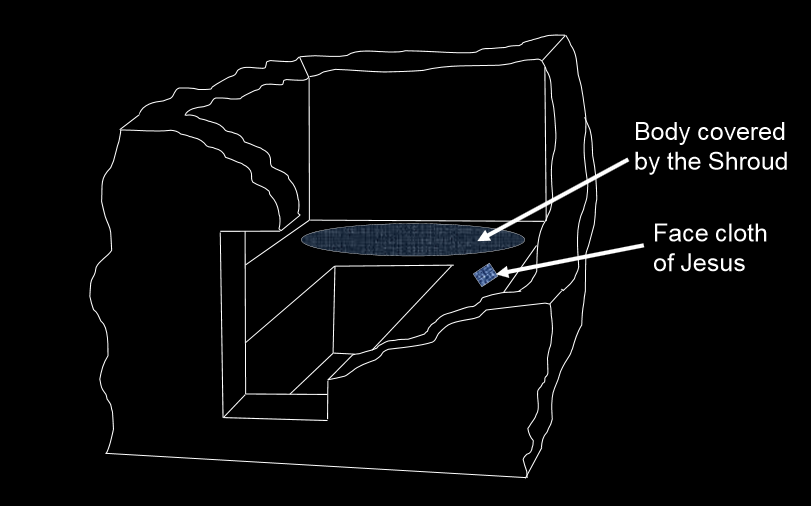 Body covered
by the Shroud
Face cloth
of Jesus